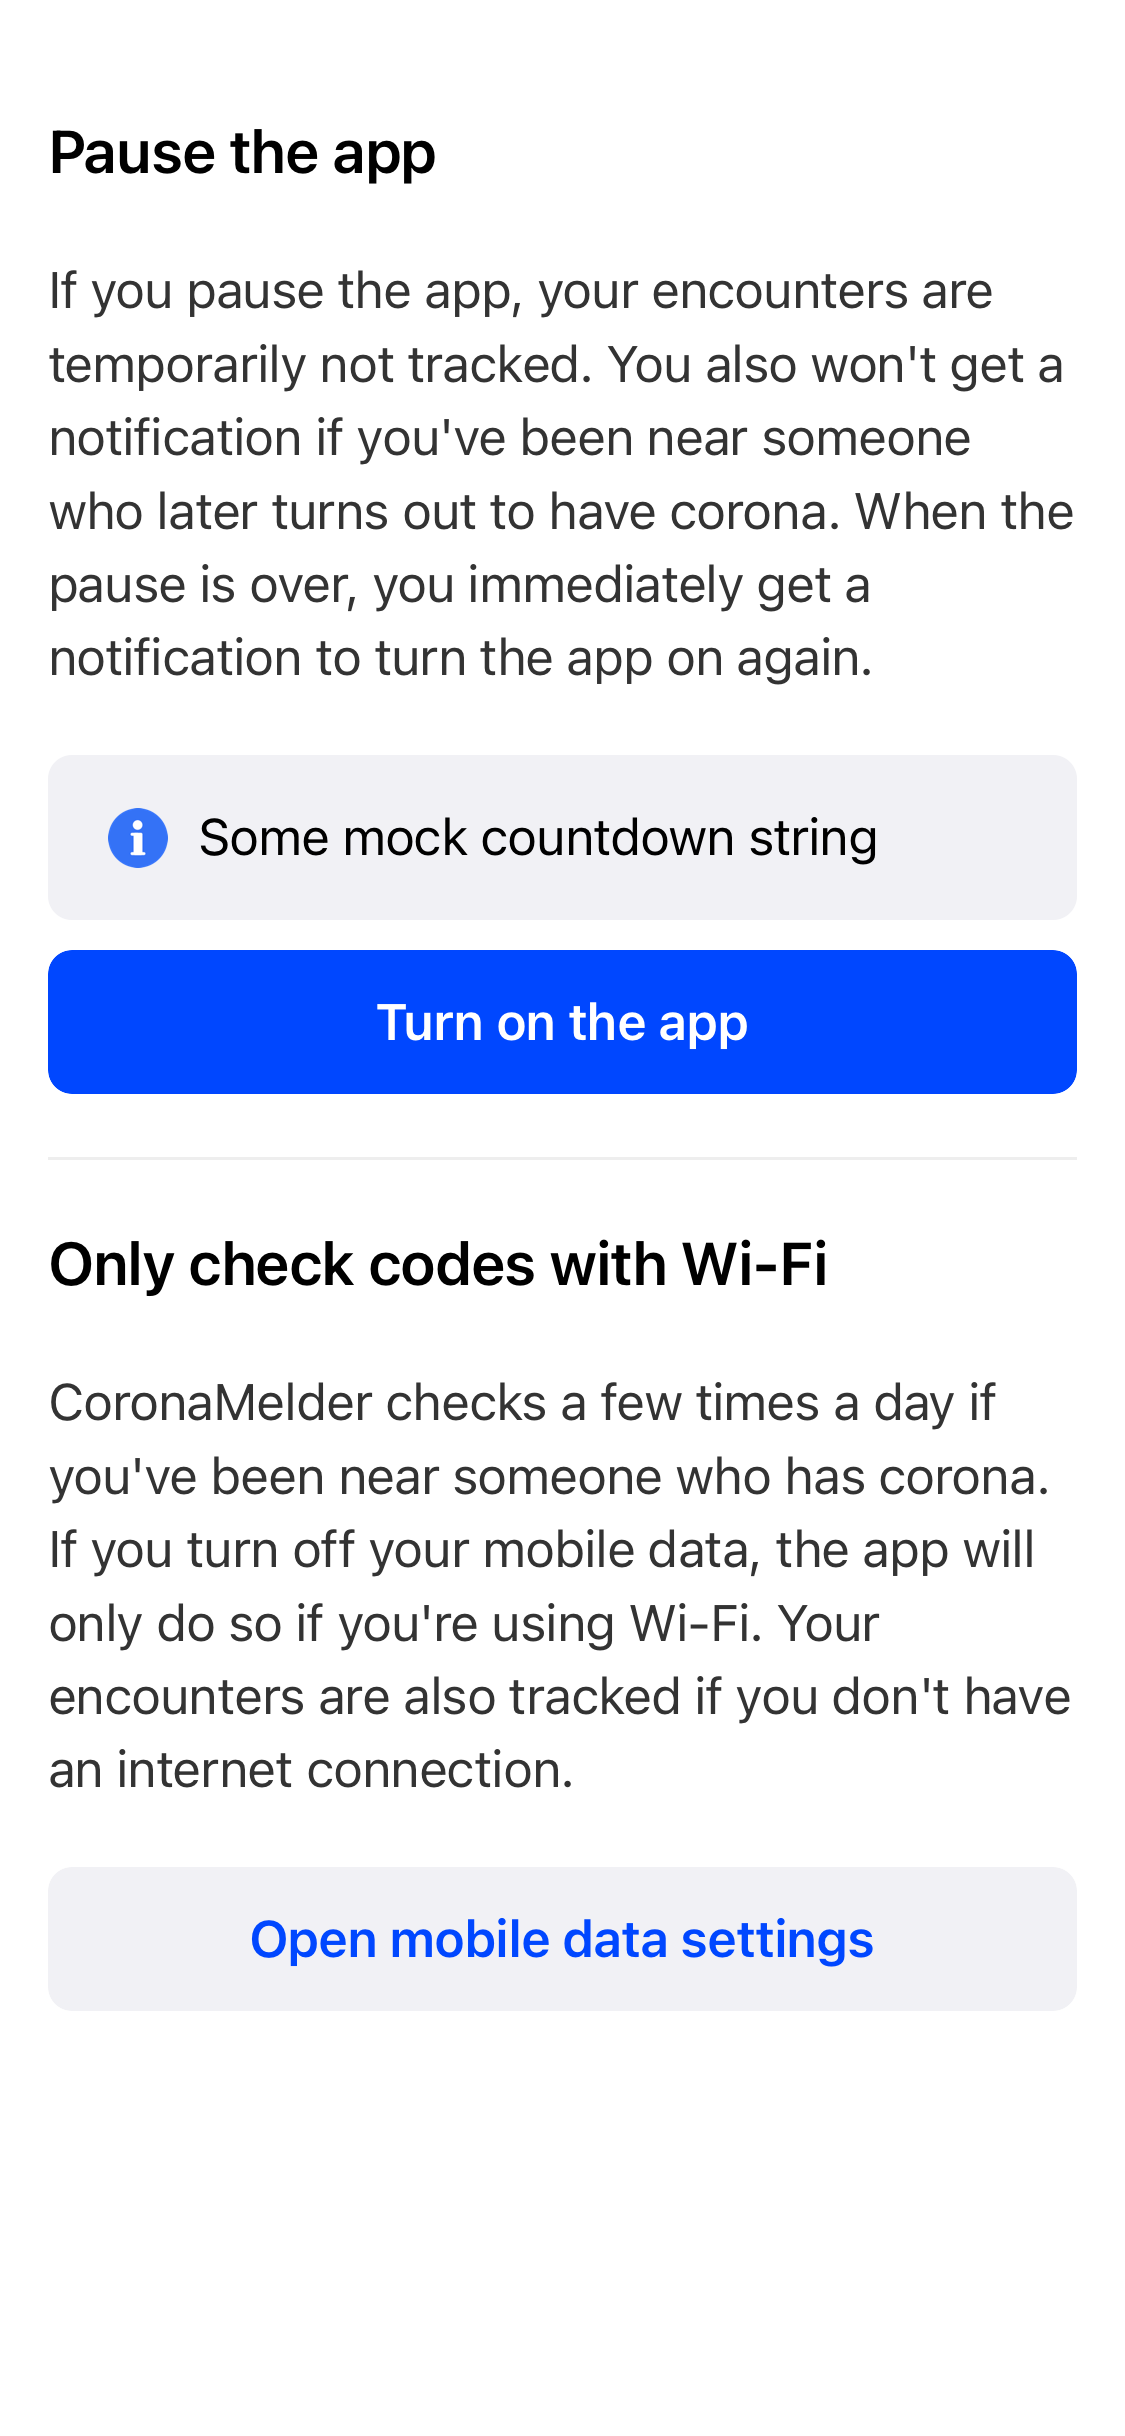 Pause the app
If you pause the app, your encounters are
temporarily not tracked. You also won't get a
notification if you've been near someone
who later turns out to have corona. When the
pause is over, you immediately get a
notification to turn the app on again.
Some mock countdown string
Turn on the app
Only check codes with Wi-Fi
CoronaMelder checks a few times a day if
you've been near someone who has corona.
If you turn off your mobile data, the app will
only do so if you're using Wi-Fi. Your
encounters are also tracked if you don't have
an internet connection.
Open mobile data settings